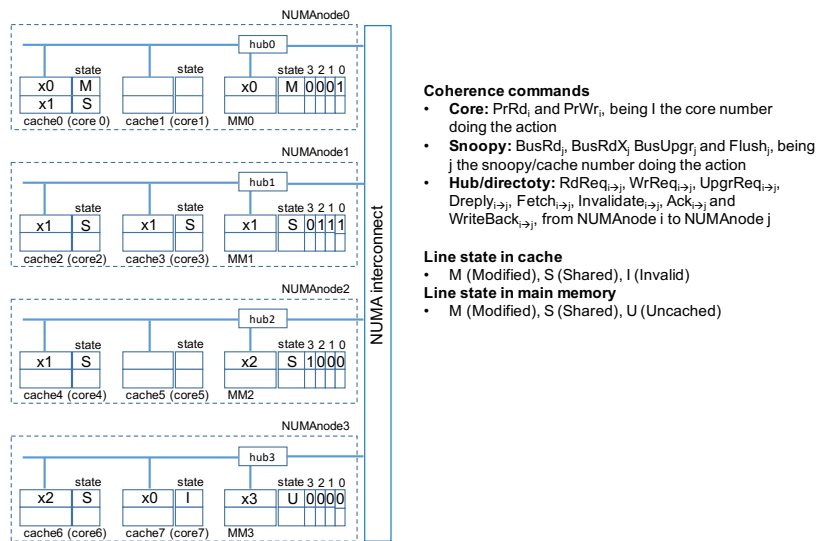 NUMAnode0
hub0
state state state 3 2 1 0
x0 M x0 M 0 0 0 1
x1 S
cache0 (core 0) cache1 (core1) MM0
NUMAnode1
hub1
state state state 3 2 1 0
x1 S x1 S x1 S 0 1 1 1
cache2 (core2) cache3 (core3) MM1
NUMAnode2
hub2
state state state 3 2 1 0
x1 S x2 S 1 0 0 0
cache4 (core4) cache5 (core5) MM2
NUMAnode3
hub3
state state state 3 2 1 0
x2 S x0 I x3 U 0 0 0 0
cache6 (core6) cache7 (core7) MM3
NUMA interconnect
Coherence commands
• Core: PrRdi and PrWri, being I the core number
doing the action
• Snoopy: BusRdj, BusRdXj BusUpgrj and Flushj, being
j the snoopy/cache number doing the action
• Hub/directoty: RdReqi→j, WrReqi→j, UpgrReqi→j,
Dreplyi→j, Fetchi→j, Invalidatei→j, Acki→j and
WriteBacki→j, from NUMAnode i to NUMAnode j
Line state in cache
• M (Modified), S (Shared), I (Invalid)
Line state in main memory
• M (Modified), S (Shared), U (Uncached)